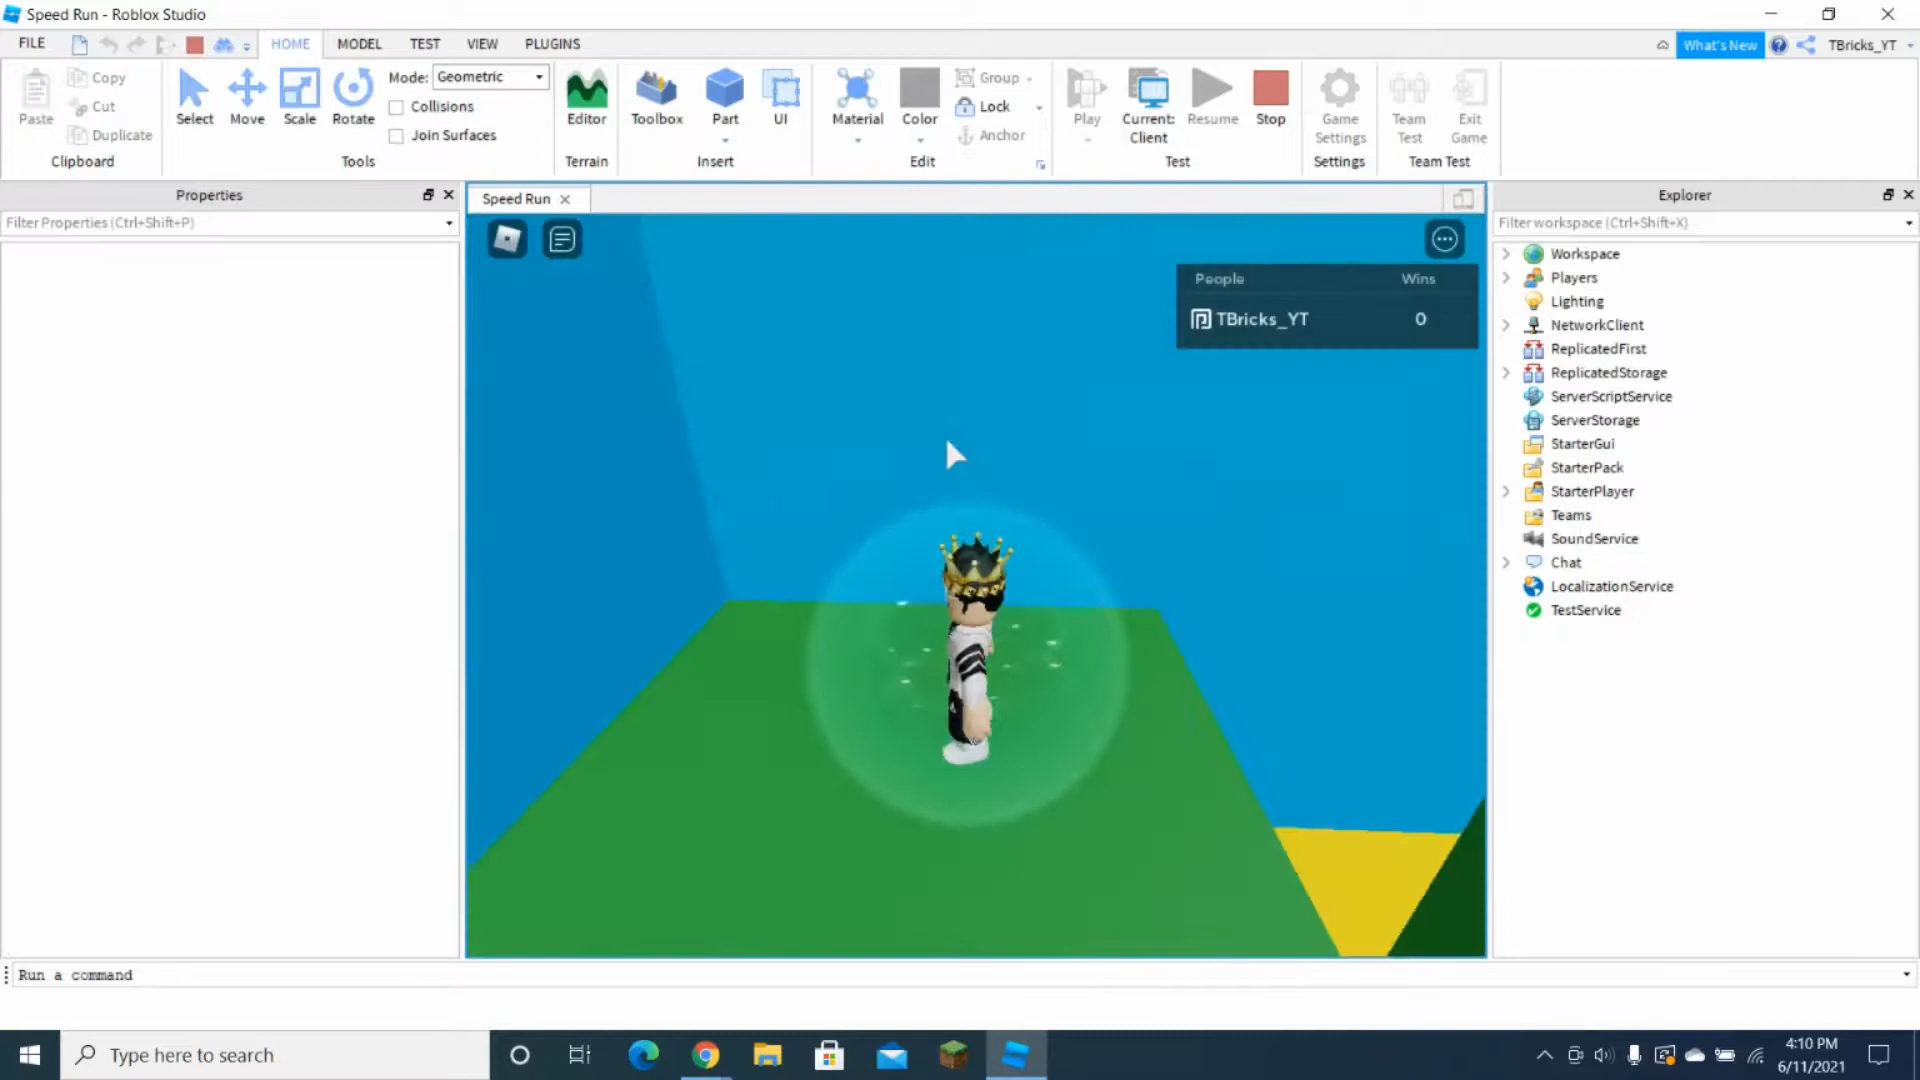 Speed Run - Roblox Studio
FILE HOME MODEL TEST VIEW PLUGINS What's New TBricks_YT
Paste Copy Cut Duplicate
Clipboard
Select Move Scale Rotate
Mode: Geometric
Collisions
Join Surfaces
Tools
Editor
Terrain
Toolbox Part UI
Insert
Material Color
Group
Lock
Anchor
Edit
Play Current: Client Resume Stop
Test
Game Settings
Settings
Team Test Exit Game
Team Test
Properties
Filter Properties (Ctrl+Shift+P)
Speed Run
People Wins
TBricks_YT 0
Explorer
Filter workspace (Ctrl+Shift+X)
Workspace
Players
Lighting
NetworkClient
ReplicatedFirst
ReplicatedStorage
ServerScriptService
ServerStorage
StarterGui
StarterPack
StarterPlayer
Teams
SoundService
Chat
LocalizationService
TestService
Run a command
Type here to search
4:10 PM
6/11/2021